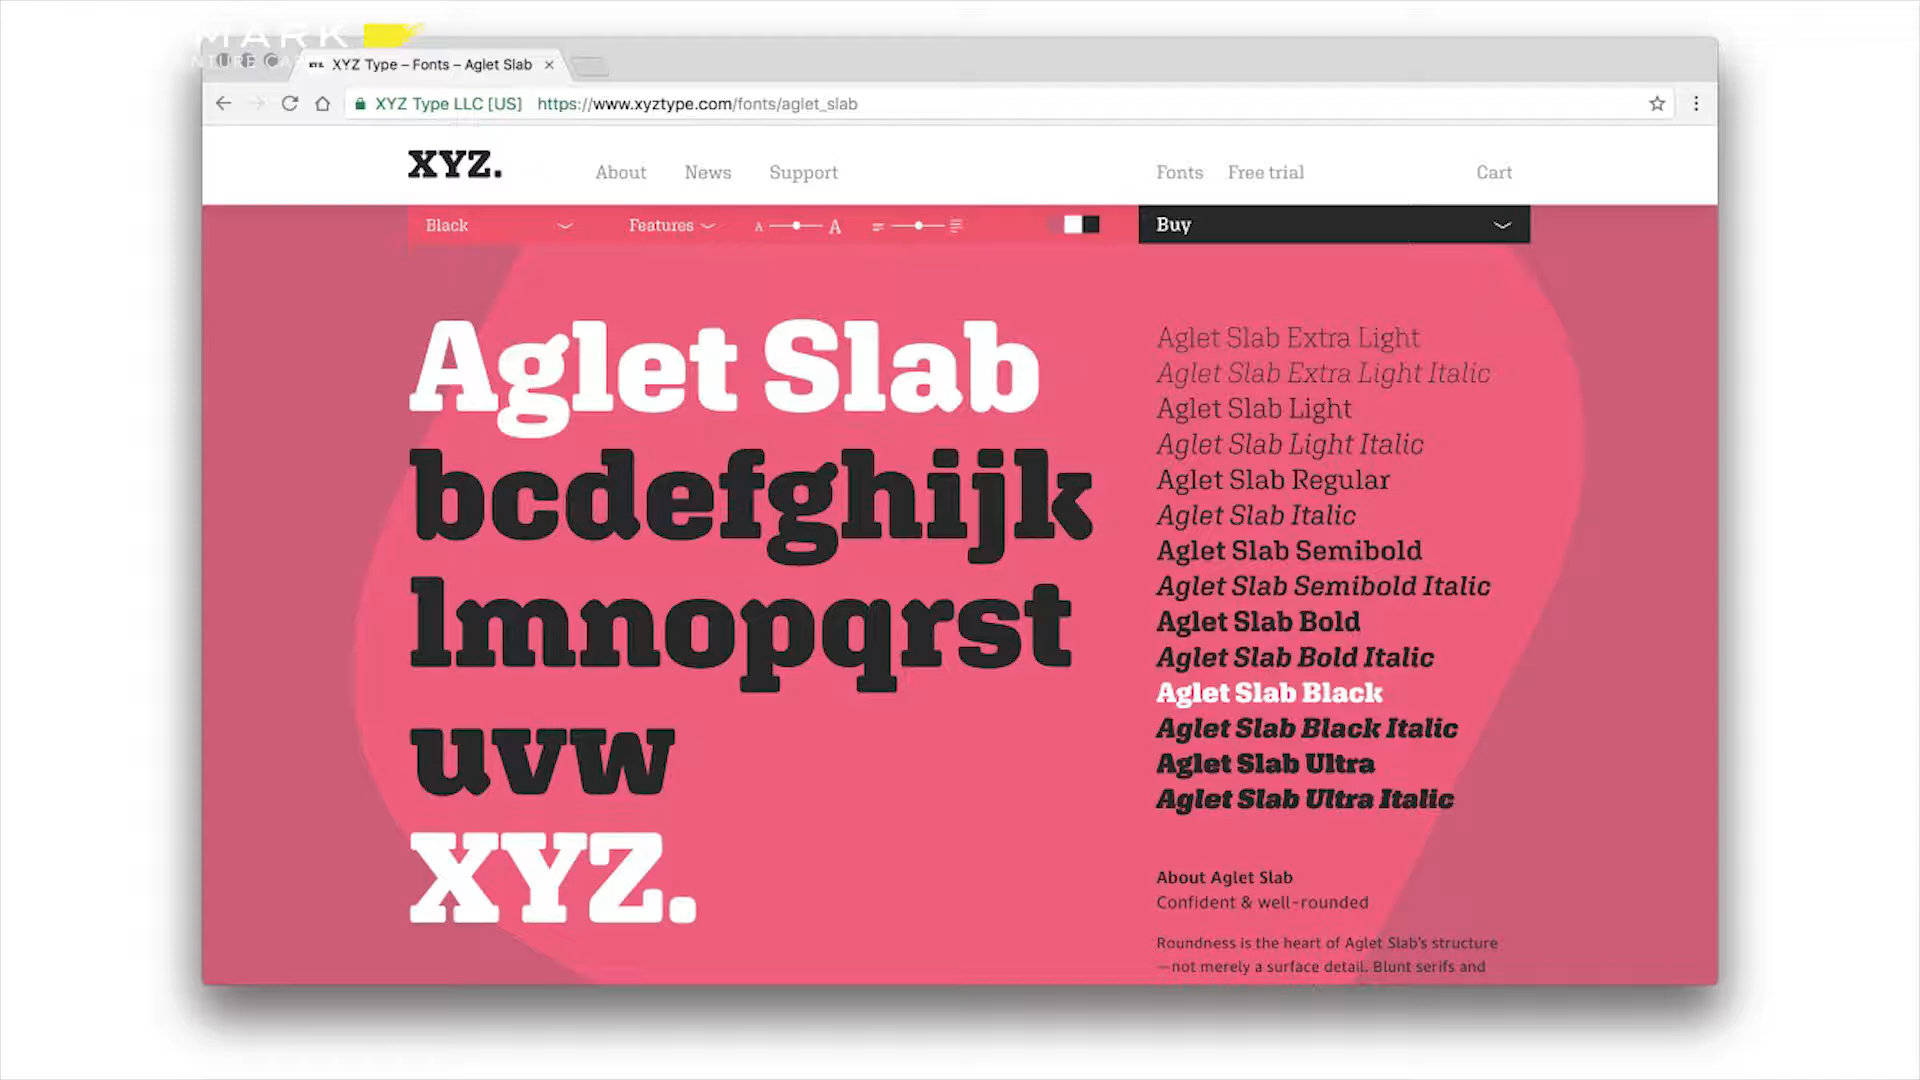 MARK
XYZ Type – Fonts – Aglet Slab
XYZ Type LLC [US] https://www.xyztype.com/fonts/aglet_slab
XYZ. About News Support Fonts Free trial Cart
Black Features A A Buy
Aglet Slab
bcdefghijk
lmnopqrst
uvw
XYZ.
Aglet Slab Extra Light
Aglet Slab Extra Light Italic
Aglet Slab Light
Aglet Slab Light Italic
Aglet Slab Regular
Aglet Slab Italic
Aglet Slab Semibold
Aglet Slab Semibold Italic
Aglet Slab Bold
Aglet Slab Bold Italic
Aglet Slab Black
Aglet Slab Black Italic
Aglet Slab Ultra
Aglet Slab Ultra Italic
About Aglet Slab
Confident & well-rounded
Roundness is the heart of Aglet Slab's structure
—not merely a surface detail. Blunt serifs and